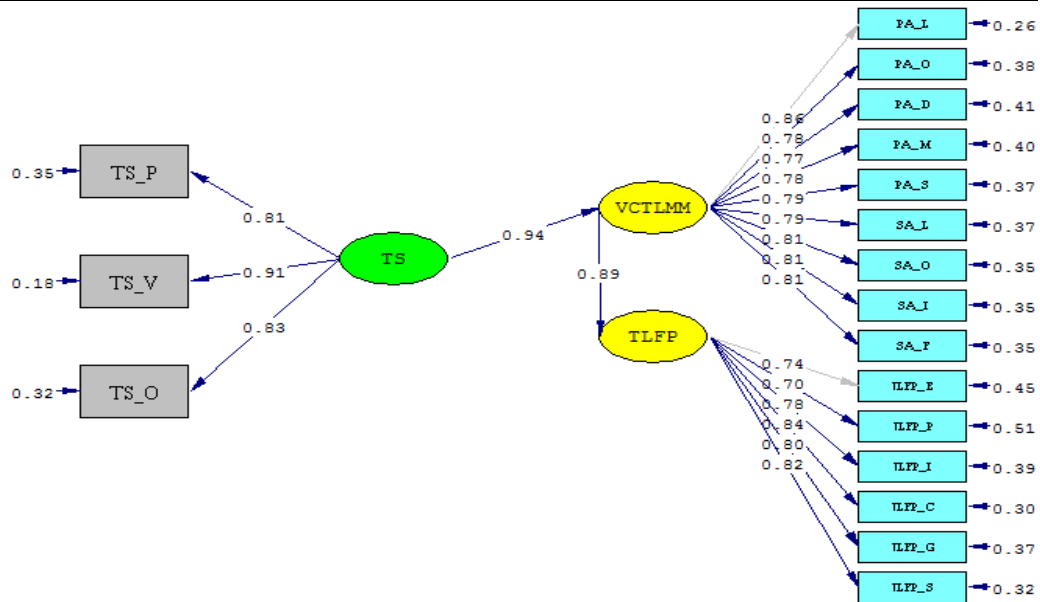 0.35
TS_P
0.18
TS_V
0.32
TS_O
0.81
0.91
0.83
TS
0.94
VCTLMM
0.89
TLFP
0.86
0.78
0.77
0.78
0.79
0.79
0.81
0.81
0.81
0.74
0.70
0.78
0.84
0.80
0.82
PA_L 0.26
PA_O 0.38
PA_D 0.41
PA_M 0.40
PA_S 0.37
SA_L 0.37
SA_O 0.35
SA_I 0.35
SA_F 0.35
TLFP_E 0.45
TLFP_P 0.51
TLFP_I 0.39
TLFP_C 0.30
TLFP_G 0.37
TLFP_S 0.32